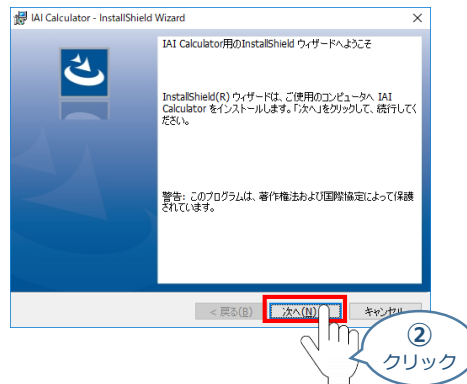 IAI Calculator - InstallShield Wizard
IAI Calculator用のInstallShield ウィザードへようこそ
InstallShield(R) ウィザードは、ご使用のコンピュータへ IAI
Calculator をインストールします。「次へ」をクリックして、続行してく
ださい。
警告: このプログラムは、著作権法および国際協定によって保護
されています。
< 戻る(B)
次へ(N)
キャンセル
②
クリック